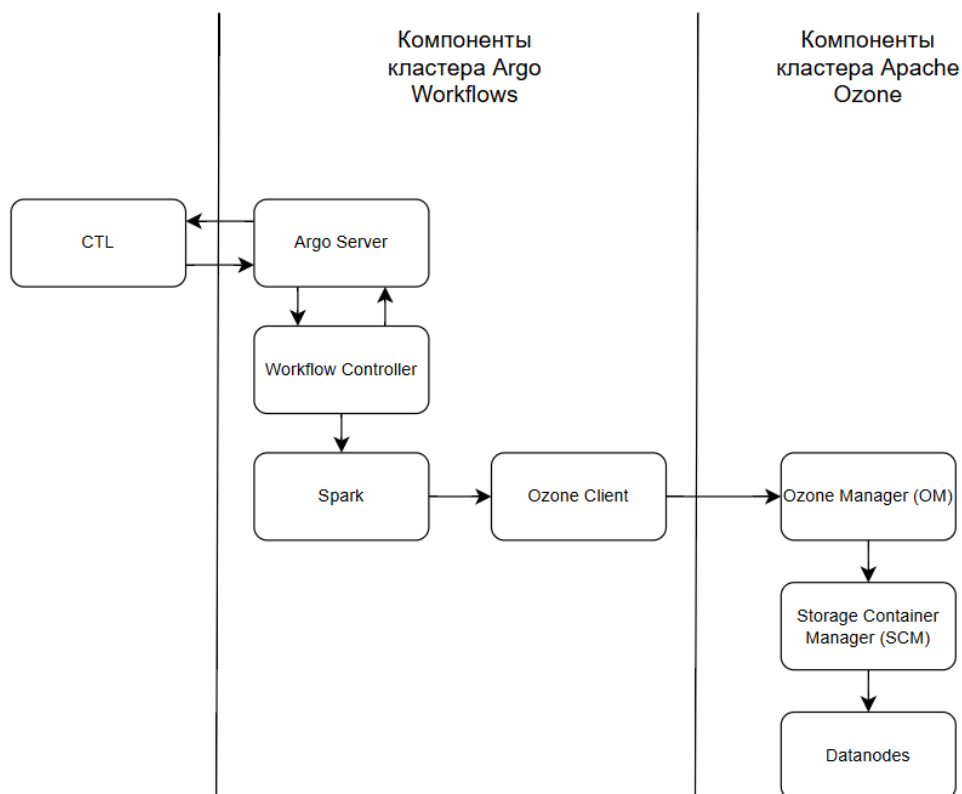 Компоненты
кластера Argo
Workflows
Компоненты
кластера Apache
Ozone
CTL
Argo Server
Workflow Controller
Spark
Ozone Client
Ozone Manager (OM)
Storage Container
Manager (SCM)
Datanodes